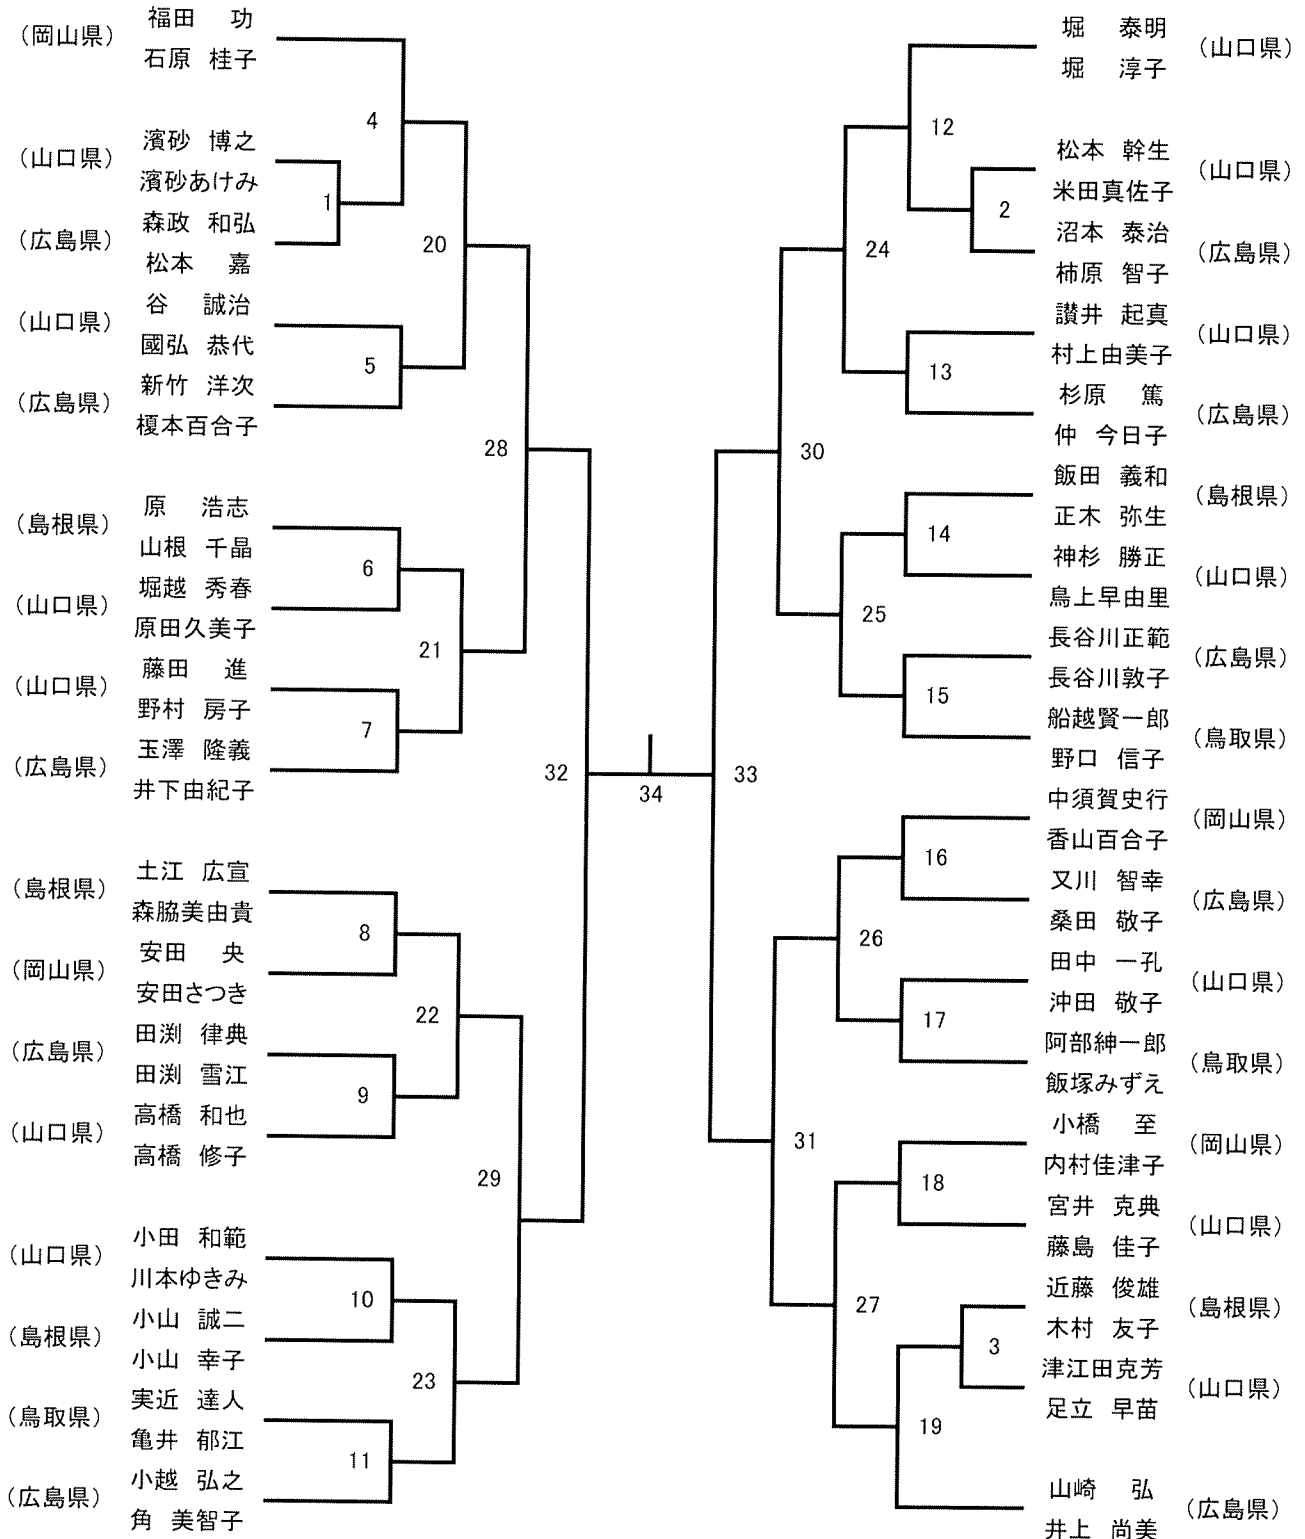 福田 功
(岡山県)
石原 桂子
4
濱砂 博之
(山口県)
濱砂あけみ
1
森政 和弘
(広島県)
松本 嘉
20
谷 誠治
(山口県)
國弘 恭代
5
新竹 洋次
(広島県)
榎本百合子
28
原 浩志
(島根県)
山根 千晶
6
堀越 秀春
(山口県)
原田久美子
21
藤田 進
(山口県)
野村 房子
7
玉澤 隆義
(広島県)
井下由紀子
32
土江 広宣
(島根県)
森脇美由貴
8
安田 央
(岡山県)
安田さつき
22
田渕 律典
(広島県)
田渕 雪江
9
高橋 和也
(山口県)
高橋 修子
29
小田 和範
(山口県)
川本ゆきみ
10
小山 誠二
(島根県)
小山 幸子
23
実近 達人
(鳥取県)
亀井 郁江
11
小越 弘之
(広島県)
角 美智子
34
堀 泰明
(山口県)
堀 淳子
12
松本 幹生
(山口県)
米田真佐子
2
沼本 泰治
(広島県)
柿原 智子
24
讃井 起真
(山口県)
村上由美子
13
杉原 篤
(広島県)
仲 今日子
30
飯田 義和
(島根県)
正木 弥生
14
神杉 勝正
(山口県)
鳥上早由里
25
長谷川正範
(広島県)
長谷川敦子
15
船越賢一郎
(鳥取県)
野口 信子
33
中須賀史行
(岡山県)
香山百合子
16
又川 智幸
(広島県)
桑田 敬子
26
田中 一孔
(山口県)
沖田 敬子
17
阿部紳一郎
(鳥取県)
飯塚みずえ
31
小橋 至
(岡山県)
内村佳津子
18
宮井 克典
(山口県)
藤島 佳子
27
近藤 俊雄
(島根県)
木村 友子
3
津江田克芳
(山口県)
足立 早苗
19
山崎 弘
(広島県)
井上 尚美